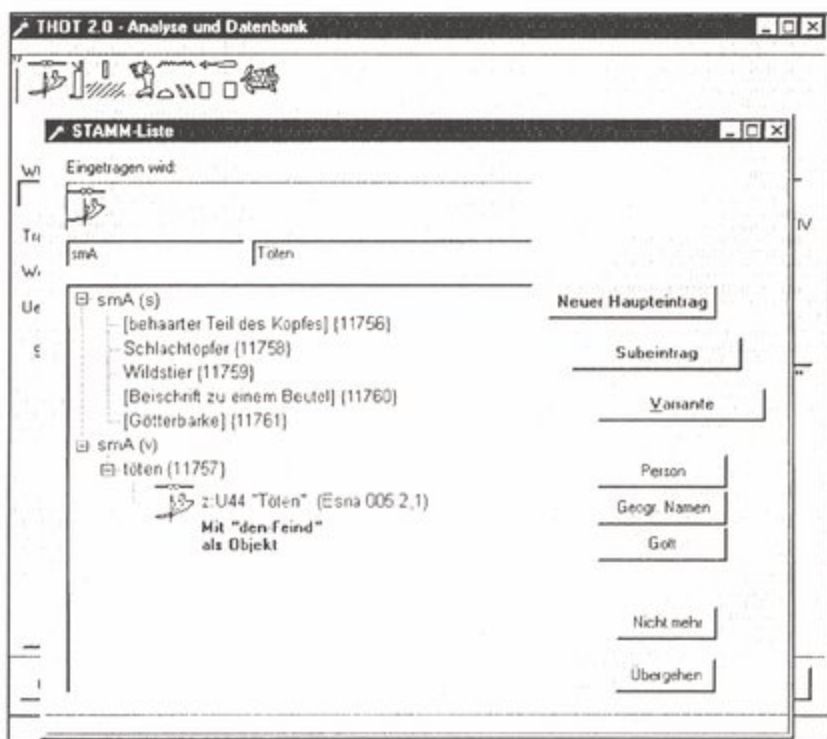 THOT 2.0 - Analyse und Datenbank
STAMM-Liste
Eingetragen wird:
smA
Töten
smA (s)
[behaarter Teil des Kopfes] {11756}
Schlachtopfer {11758}
Wildstier {11759}
[Beischrift zu einem Beutel] {11760}
[Götterbarke] {11761}
smA (v)
töten {11757}
z:U44 "Töten" (Esna 005 2,1)
Mit "den-Feind"
als Objekt
Neuer Haupteintrag
Subeintrag
Variante
Person
Geogr. Namen
Gott
Nicht mehr
Übergehen
Ue
IV